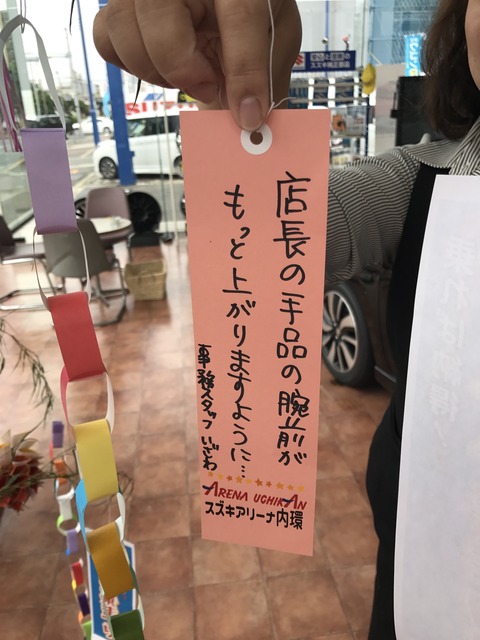 店長の手品の腕前が
もっと上がりますように…
事務スタッフ いざわ
ARENA UCHIKAN
スズキアリーナ内環